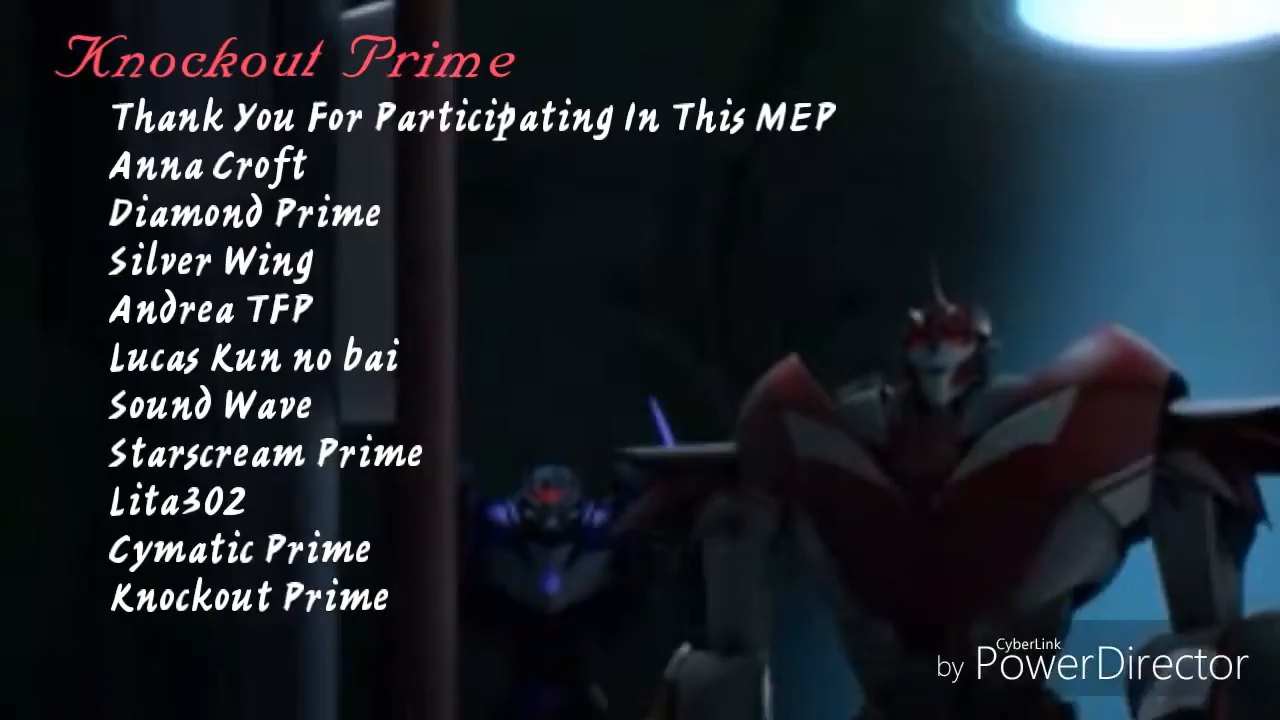 Knockout Prime
Thank You For Participating In This MEP
Anna Croft
Diamond Prime
Silver Wing
Andrea TFP
Lucas Kun no bai
Sound Wave
Starscream Prime
Lita302
Cymatic Prime
Knockout Prime
CyberLink
by PowerDirector